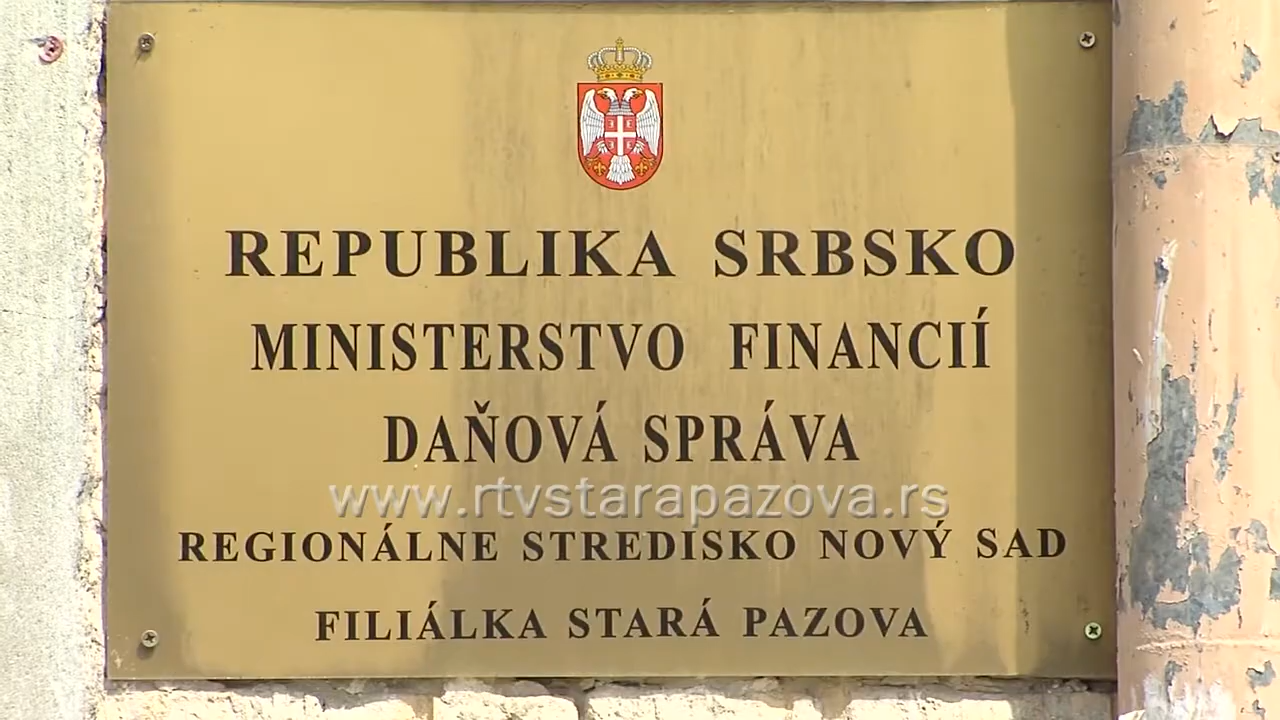 REPUBLIKA SRBSKO
MINISTERSTVO FINANCIÍ
DAŇOVÁ SPRÁVA
www.rtvstarapazova.rs
REGIONÁLNE STREDISKO NOVÝ SAD
FILIÁLKA STARÁ PAZOVA